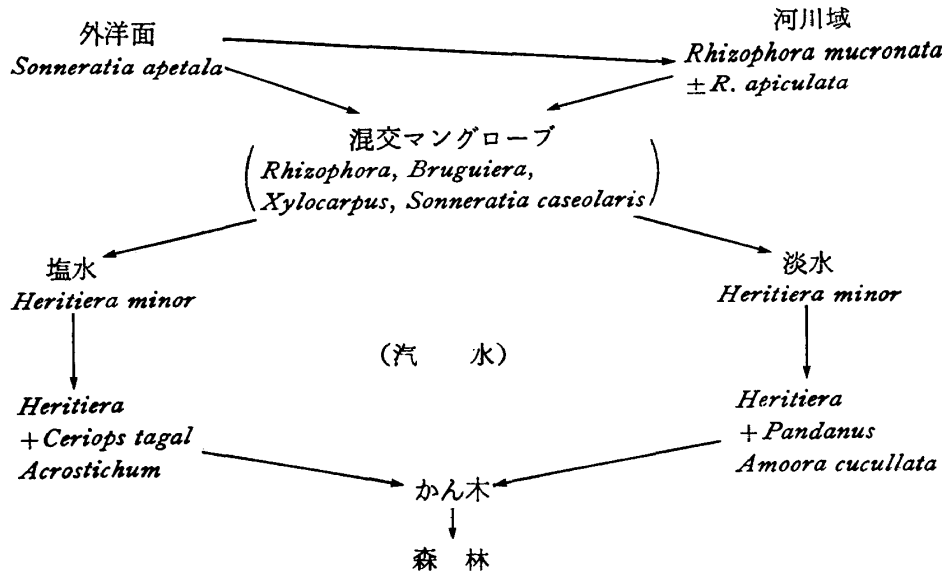 外洋面
Sonneratia apetala
河川域
Rhizophora mucronata
±R. apiculata
混交マングローブ
(Rhizophora, Bruguiera,
Xylocarpus, Sonneratia caseolaris)
塩水
Heritiera minor
淡水
Heritiera minor
(汽 水)
Heritiera
+Ceriops tagal
Acrostichum
Heritiera
+Pandanus
Amoora cucullata
かん木
森 林